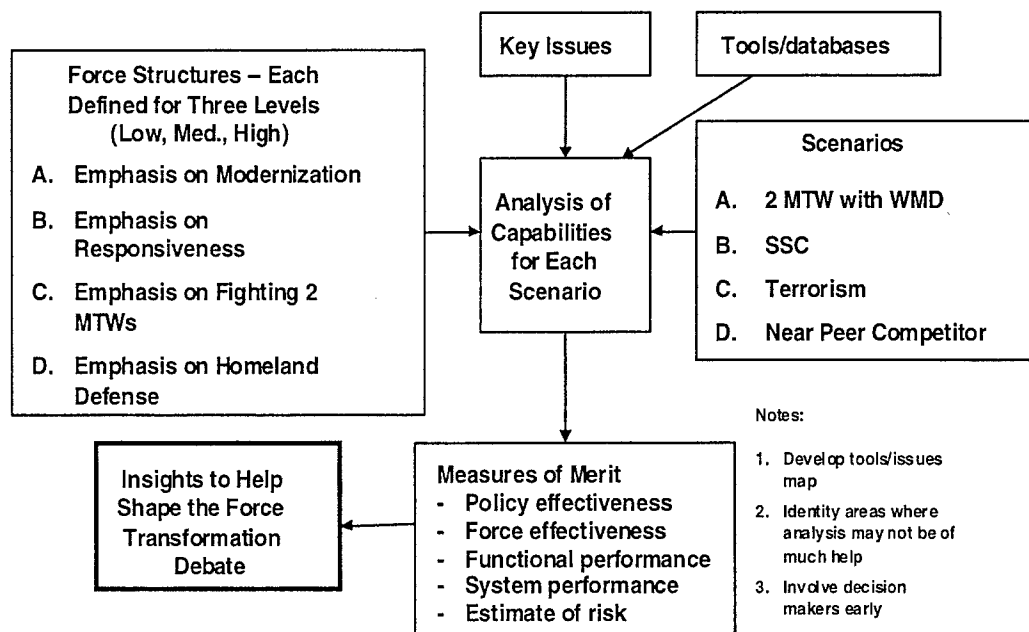 Key Issues
Tools/databases
Force Structures – Each
Defined for Three Levels
(Low, Med., High)
A. Emphasis on Modernization
B. Emphasis on
Responsiveness
C. Emphasis on Fighting 2
MTWs
D. Emphasis on Homeland
Defense
Analysis of
Capabilities
for Each
Scenario
Scenarios
A. 2 MTW with WMD
B. SSC
C. Terrorism
D. Near Peer Competitor
Insights to Help
Shape the Force
Transformation
Debate
Measures of Merit
- Policy effectiveness
- Force effectiveness
- Functional performance
- System performance
- Estimate of risk
Notes:
1. Develop tools/issues
map
2. Identity areas where
analysis may not be of
much help
3. Involve decision
makers early